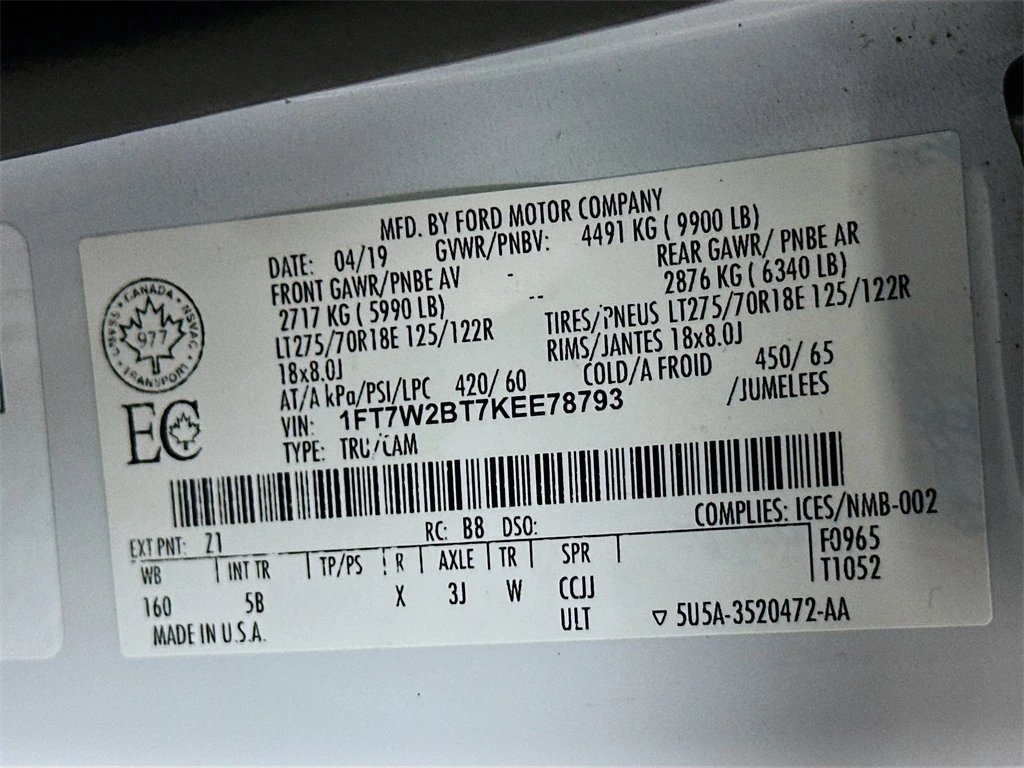 MFD. BY FORD MOTOR COMPANY
DATE: 04/19 GVWR/PNBV: 4491 KG ( 9900 LB)
FRONT GAWR/PNBE AV - REAR GAWR/ PNBE AR
2717 KG ( 5990 LB) -- 2876 KG ( 6340 LB)
LT275/70R18E 125/122R TIRES/PNEUS LT275/70R18E 125/122R
18x8.0J RIMS/JANTES 18x8.0J
AT/A kPa/PSI/LPC 420/ 60 COLD/A FROID 450/ 65
VIN: 1FT7W2BT7KEE78793 /JUMELEES
TYPE: TRU/CAM
CANADA
977
TRANSPORT
EC
EXT PNT: Z1 RC: B8 DSO: COMPLIES: ICES/NMB-002
WB INT TR TP/PS R AXLE TR SPR F0965
160 5B X 3J W CCJJ T1052
MADE IN U.S.A. ULT 5U5A-3520472-AA